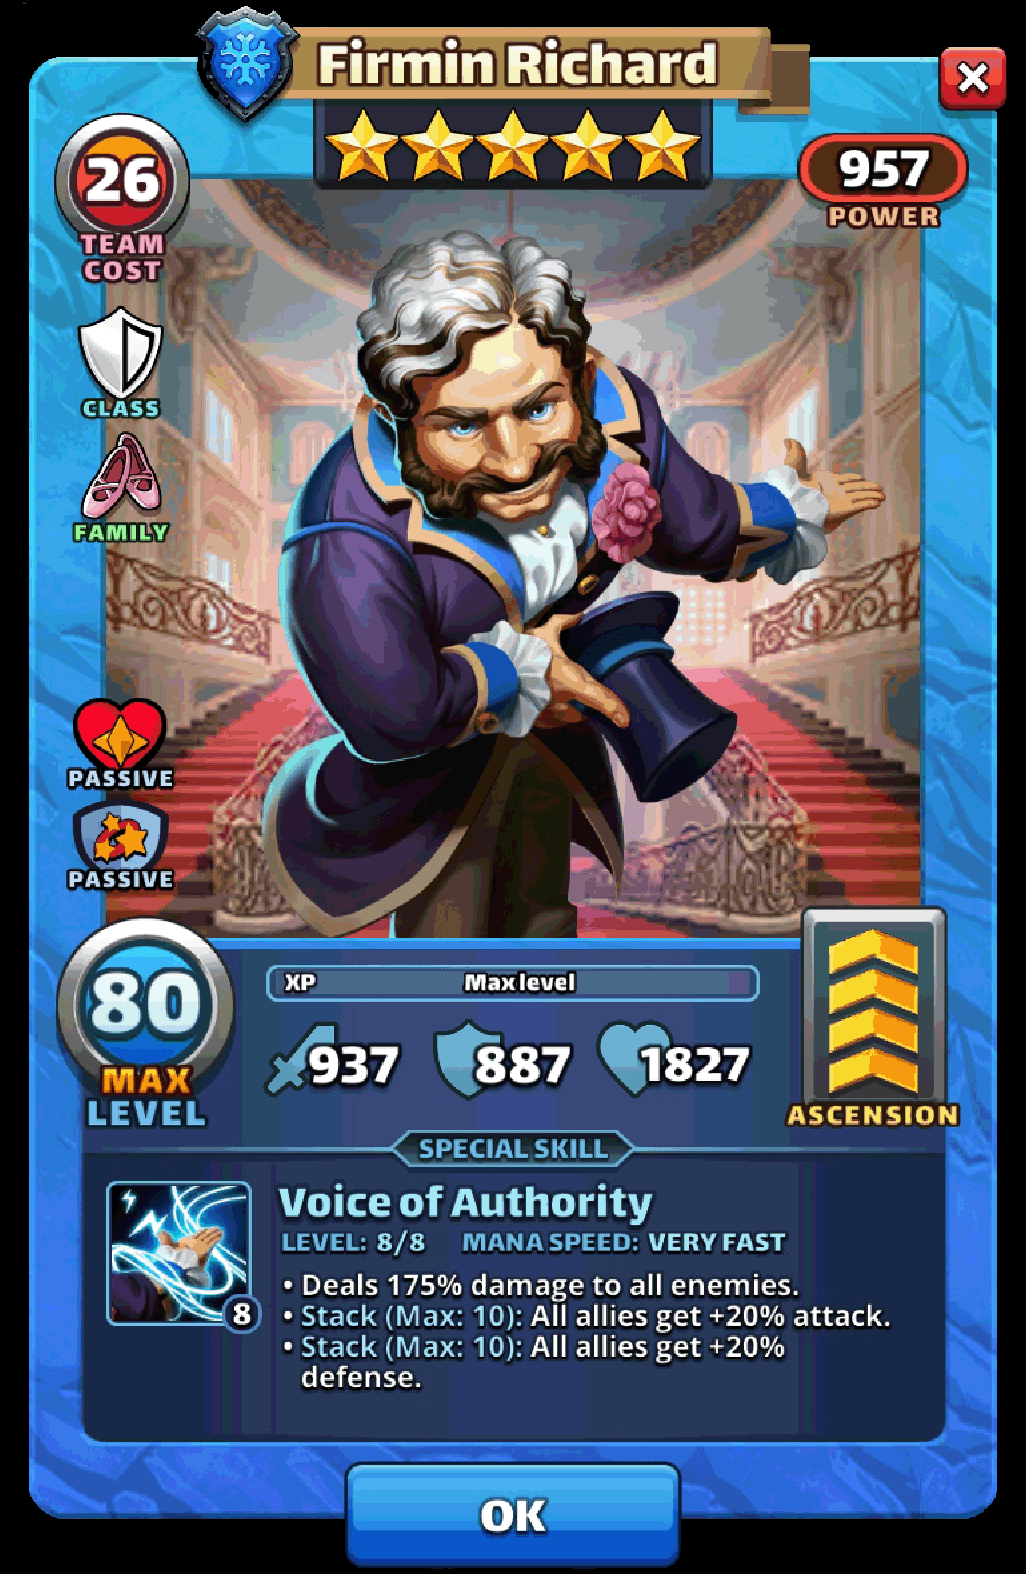 Firmin Richard
26
TEAM
COST
957
POWER
CLASS
FAMILY
PASSIVE
PASSIVE
80
MAX
LEVEL
XP Max level
937 887 1827
ASCENSION
SPECIAL SKILL
Voice of Authority
LEVEL: 8/8 MANA SPEED: VERY FAST
8
• Deals 175% damage to all enemies.
• Stack (Max: 10): All allies get +20% attack.
• Stack (Max: 10): All allies get +20%
defense.
OK